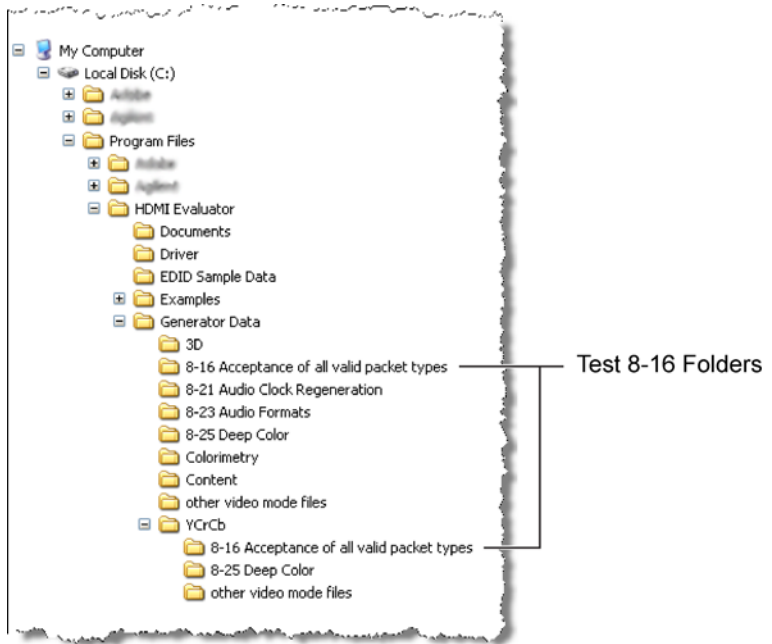 My Computer
Local Disk (C:)
Program Files
HDMI Evaluator
Documents
Driver
EDID Sample Data
Examples
Generator Data
3D
8-16 Acceptance of all valid packet types
8-21 Audio Clock Regeneration
8-23 Audio Formats
8-25 Deep Color
Colorimetry
Content
other video mode files
YCrCb
8-16 Acceptance of all valid packet types
8-25 Deep Color
other video mode files
Test 8-16 Folders